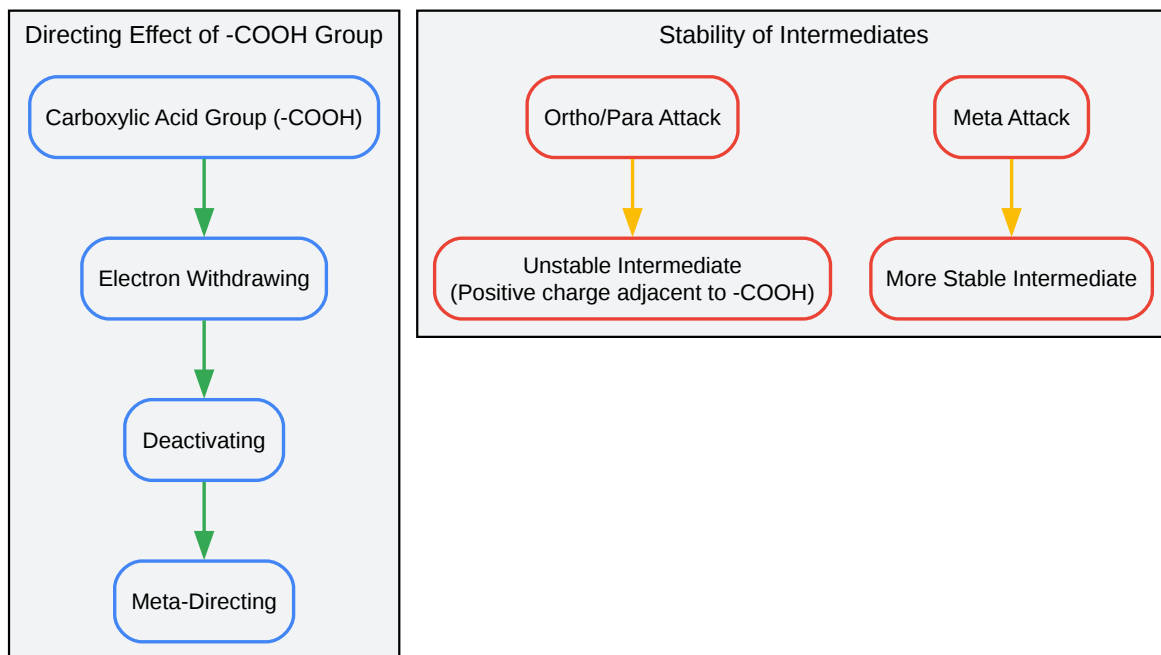 Directing Effect of -COOH Group
Carboxylic Acid Group (-COOH)
Electron Withdrawing
Deactivating
Meta-Directing
Stability of Intermediates
Ortho/Para Attack
Meta Attack
Unstable Intermediate
(Positive charge adjacent to -COOH)
More Stable Intermediate